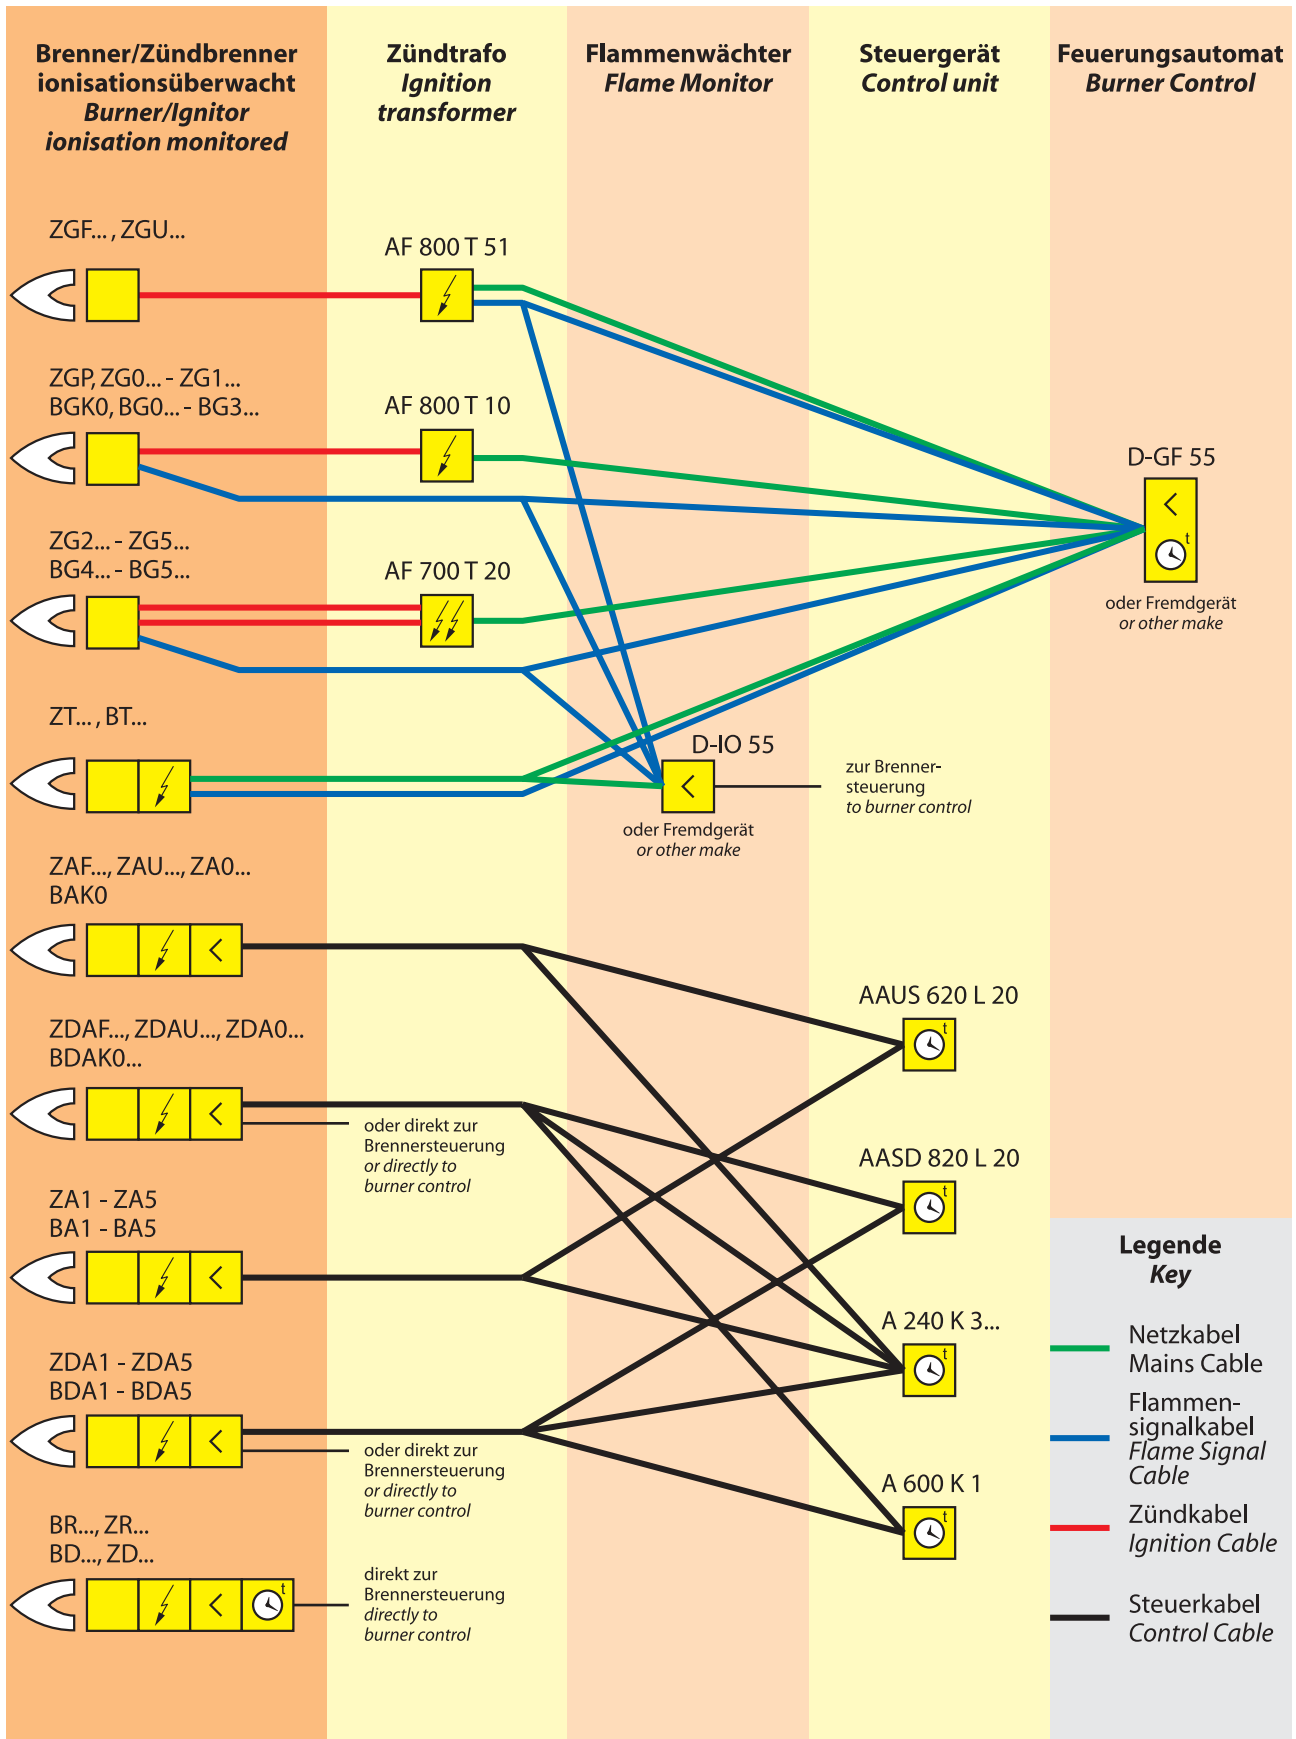 Brenner/Zündbrenner
ionisationsüberwacht
Burner/Ignitor
ionisation monitored
Zündtrafo
Ignition
transformer
Flammenwächter
Flame Monitor
Steuergerät
Control unit
Feuerungsautomat
Burner Control
ZGF... , ZGU...
AF 800 T 51
ZGP, ZG0... - ZG1...
BGK0, BG0... - BG3...
AF 800 T 10
D-GF 55
t
oder Fremdgerät
or other make
ZG2... - ZG5...
BG4... - BG5...
AF 700 T 20
ZT... , BT...
D-IO 55
oder Fremdgerät
or other make
zur Brenner-
steuerung
to burner control
ZAF..., ZAU..., ZA0...
BAK0
AAUS 620 L 20
t
ZDAF..., ZDAU..., ZDA0...
BDAK0...
oder direkt zur
Brennersteuerung
or directly to
burner control
AASD 820 L 20
t
ZA1 - ZA5
BA1 - BA5
A 240 K 3...
t
ZDA1 - ZDA5
BDA1 - BDA5
oder direkt zur
Brennersteuerung
or directly to
burner control
A 600 K 1
t
BR..., ZR...
BD..., ZD...
t
direkt zur
Brennersteuerung
directly to
burner control
Legende
Key
Netzkabel
Mains Cable
Flammen-
signalkabel
Flame Signal
Cable
Zündkabel
Ignition Cable
Steuerkabel
Control Cable